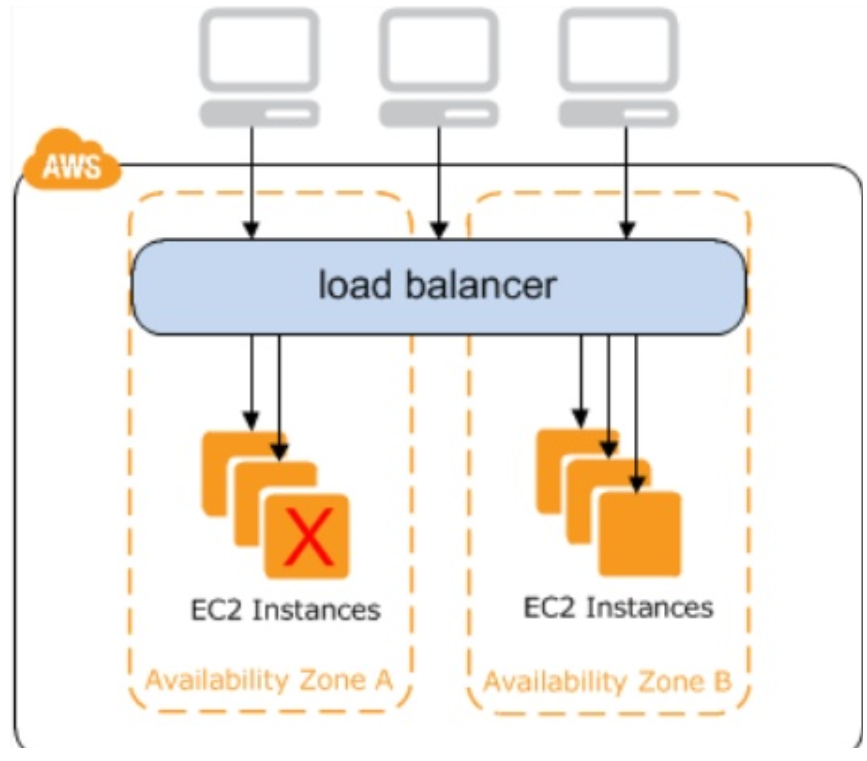 AWS
load balancer
X
EC2 Instances
EC2 Instances
Availability Zone A
Availability Zone B